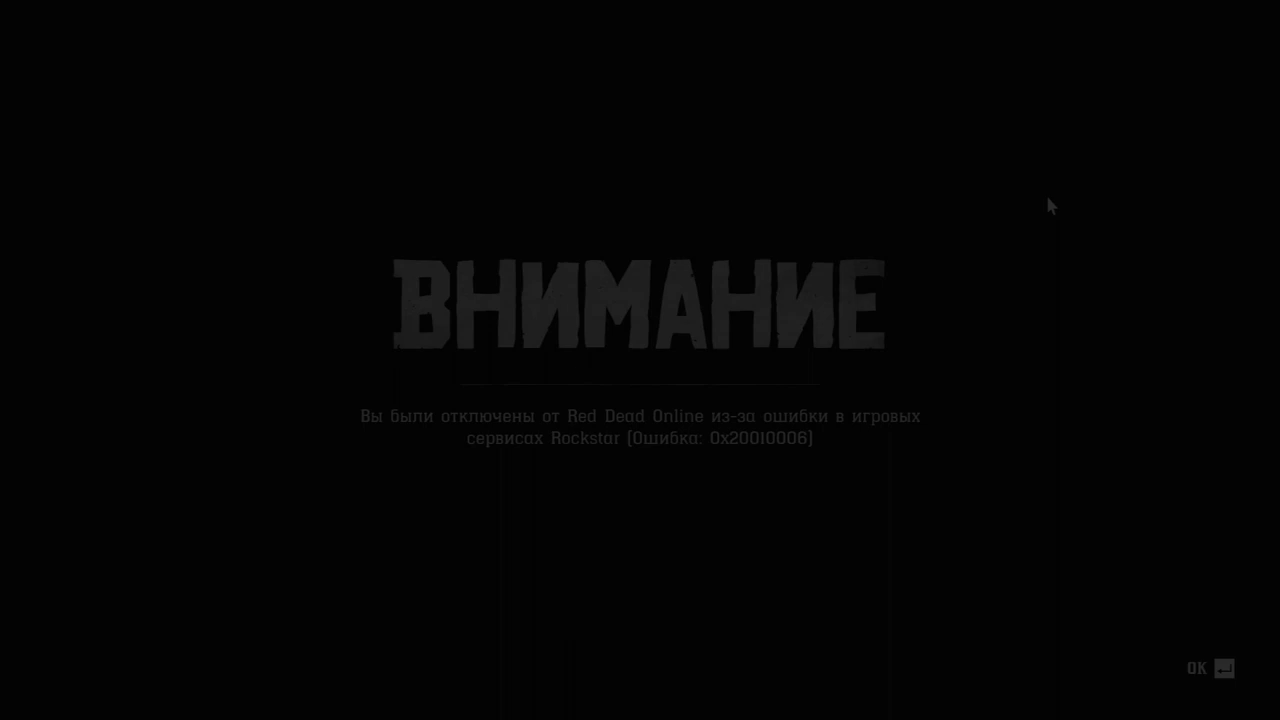 ВНИМАНИЕ
Вы были отключены от Red Dead Online из-за ошибки в игровых
сервисах Rockstar (Ошибка: 0x20010006)
OK